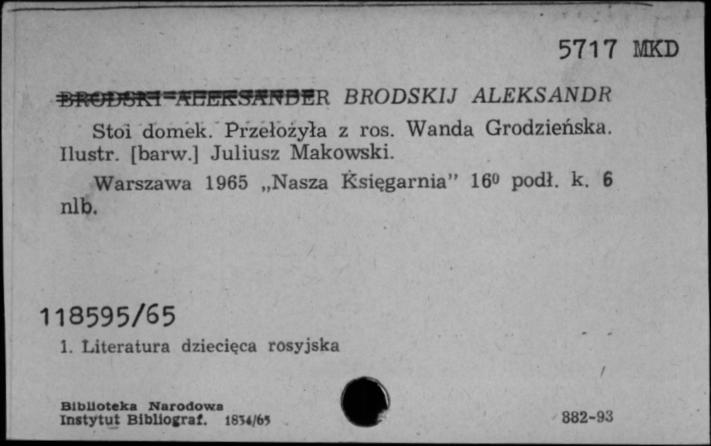 5717 MKD
BRODSKI ALEKSANDER BRODSKIJ ALEKSANDR
Stoi domek. Przełożyła z ros. Wanda Grodzieńska.
Ilustr. [barw.] Juliusz Makowski.
Warszawa 1965 „Nasza Księgarnia” 16⁰ podł. k. 6
nlb.
118595/65
1. Literatura dziecięca rosyjska
Biblioteka Narodowa
Instytut Bibliograf. 1834/65
882-93